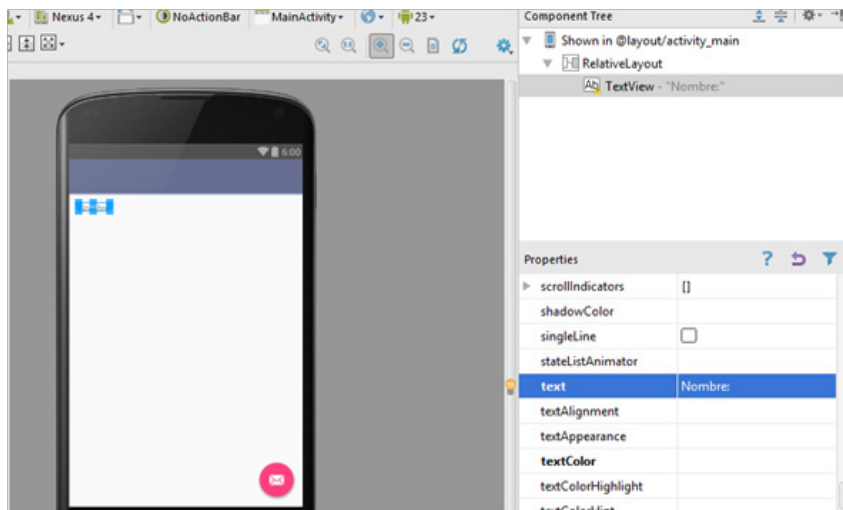 Nexus 4
NoActionBar
MainActivity
23
Component Tree
Shown in @layout/activity_main
RelativeLayout
Ab TextView - "Nombre:"
6:00
Properties
?
scrollIndicators []
shadowColor
singleLine
stateListAnimator
text Nombre:
textAlignment
textAppearance
textColor
textColorHighlight